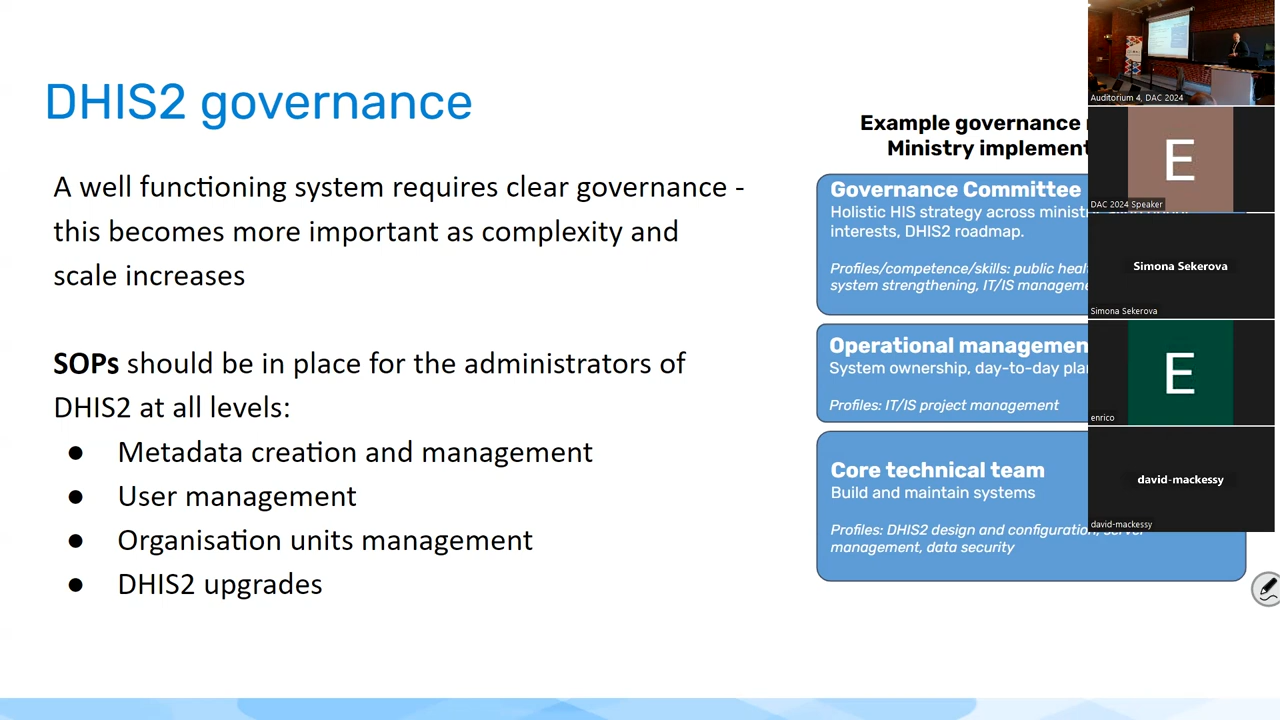 DHIS2 governance
A well functioning system requires clear governance -
this becomes more important as complexity and
scale increases
SOPs should be in place for the administrators of
DHIS2 at all levels:
● Metadata creation and management
● User management
● Organisation units management
● DHIS2 upgrades
Example governance
Ministry implement
Governance Committee
Holistic HIS strategy across
interests, DHIS2 roadmap.
Profiles/competence/skills: public
system strengthening, IT/IS
Operational
System ownership, day-to-day
Profiles: IT/IS project management
Core technical team
Build and maintain systems
Profiles: DHIS2 design and configuration, server
management, data security
Auditorium 4, DAC 2024
E
DAC 2024 Speaker
Simona Sekerova
Simona Sekerova
E
enrico
david-mackessy
david-mackessy